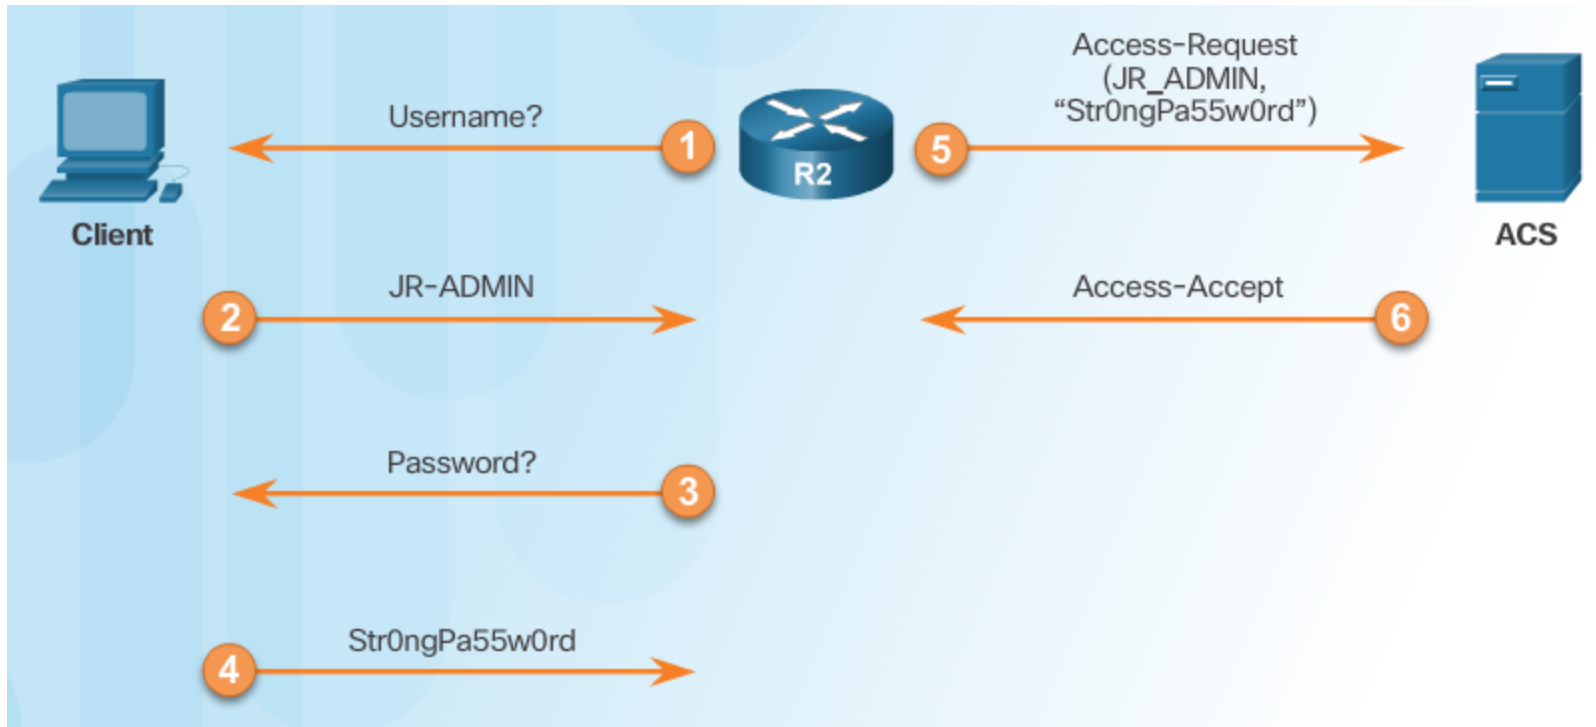 Username?
1
R2
5
Access-Request
(JR_ADMIN,
“Str0ngPa55w0rd”)
Client
ACS
2
JR-ADMIN
Access-Accept
6
Password?
3
4
Str0ngPa55w0rd